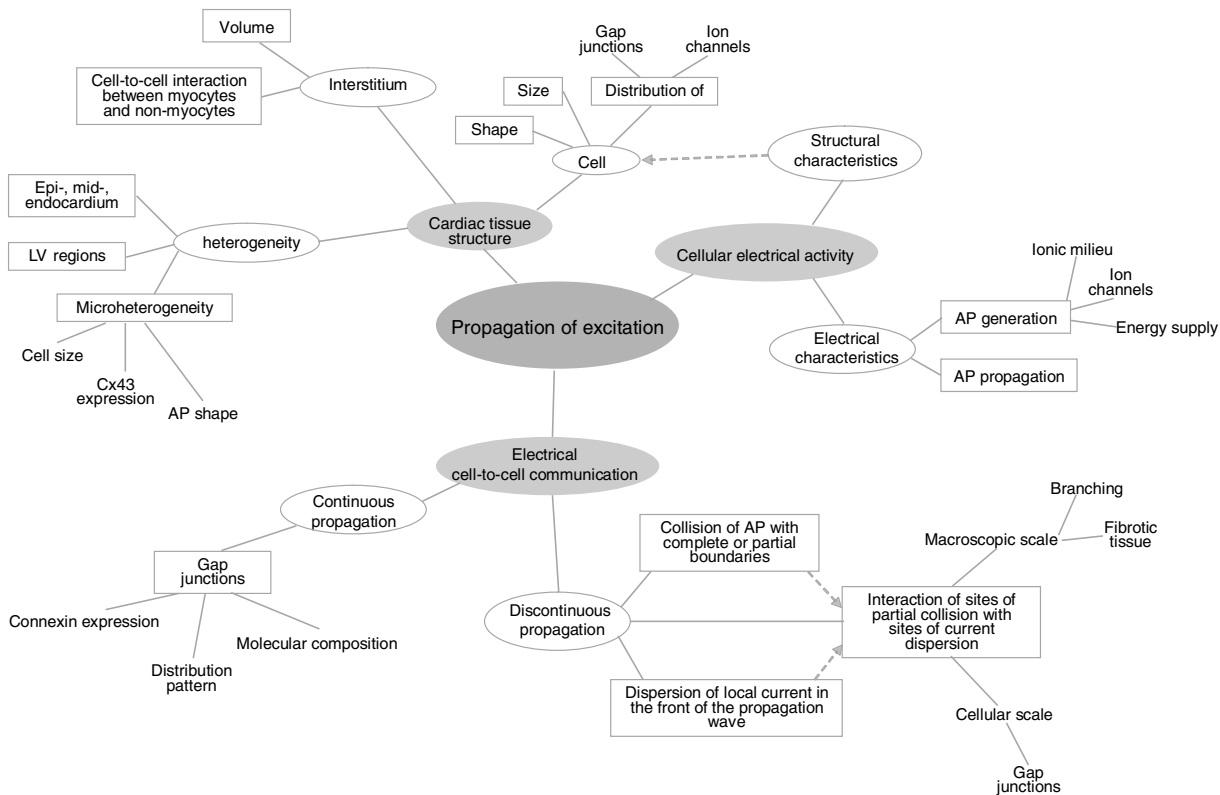 Volume
Cell-to-cell interaction
between myocytes
and non-myocytes
Interstitium
Gap
junctions
Ion
channels
Size
Distribution of
Shape
Cell
Structural
characteristics
Epi-, mid-,
endocardium
LV regions
heterogeneity
Cardiac tissue
structure
Microheterogeneity
Cell size
Cx43
expression
AP shape
Cellular electrical activity
Propagation of excitation
Ionic milieu
Ion
channels
AP generation
Energy supply
Electrical
characteristics
AP propagation
Electrical
cell-to-cell communication
Continuous
propagation
Gap
junctions
Connexin expression
Distribution
pattern
Molecular composition
Discontinuous
propagation
Collision of AP with
complete or partial
boundaries
Dispersion of local current in
the front of the propagation
wave
Branching
Macroscopic scale
Fibrotic
tissue
Interaction of sites of
partial collision with
sites of current
dispersion
Cellular scale
Gap
junctions